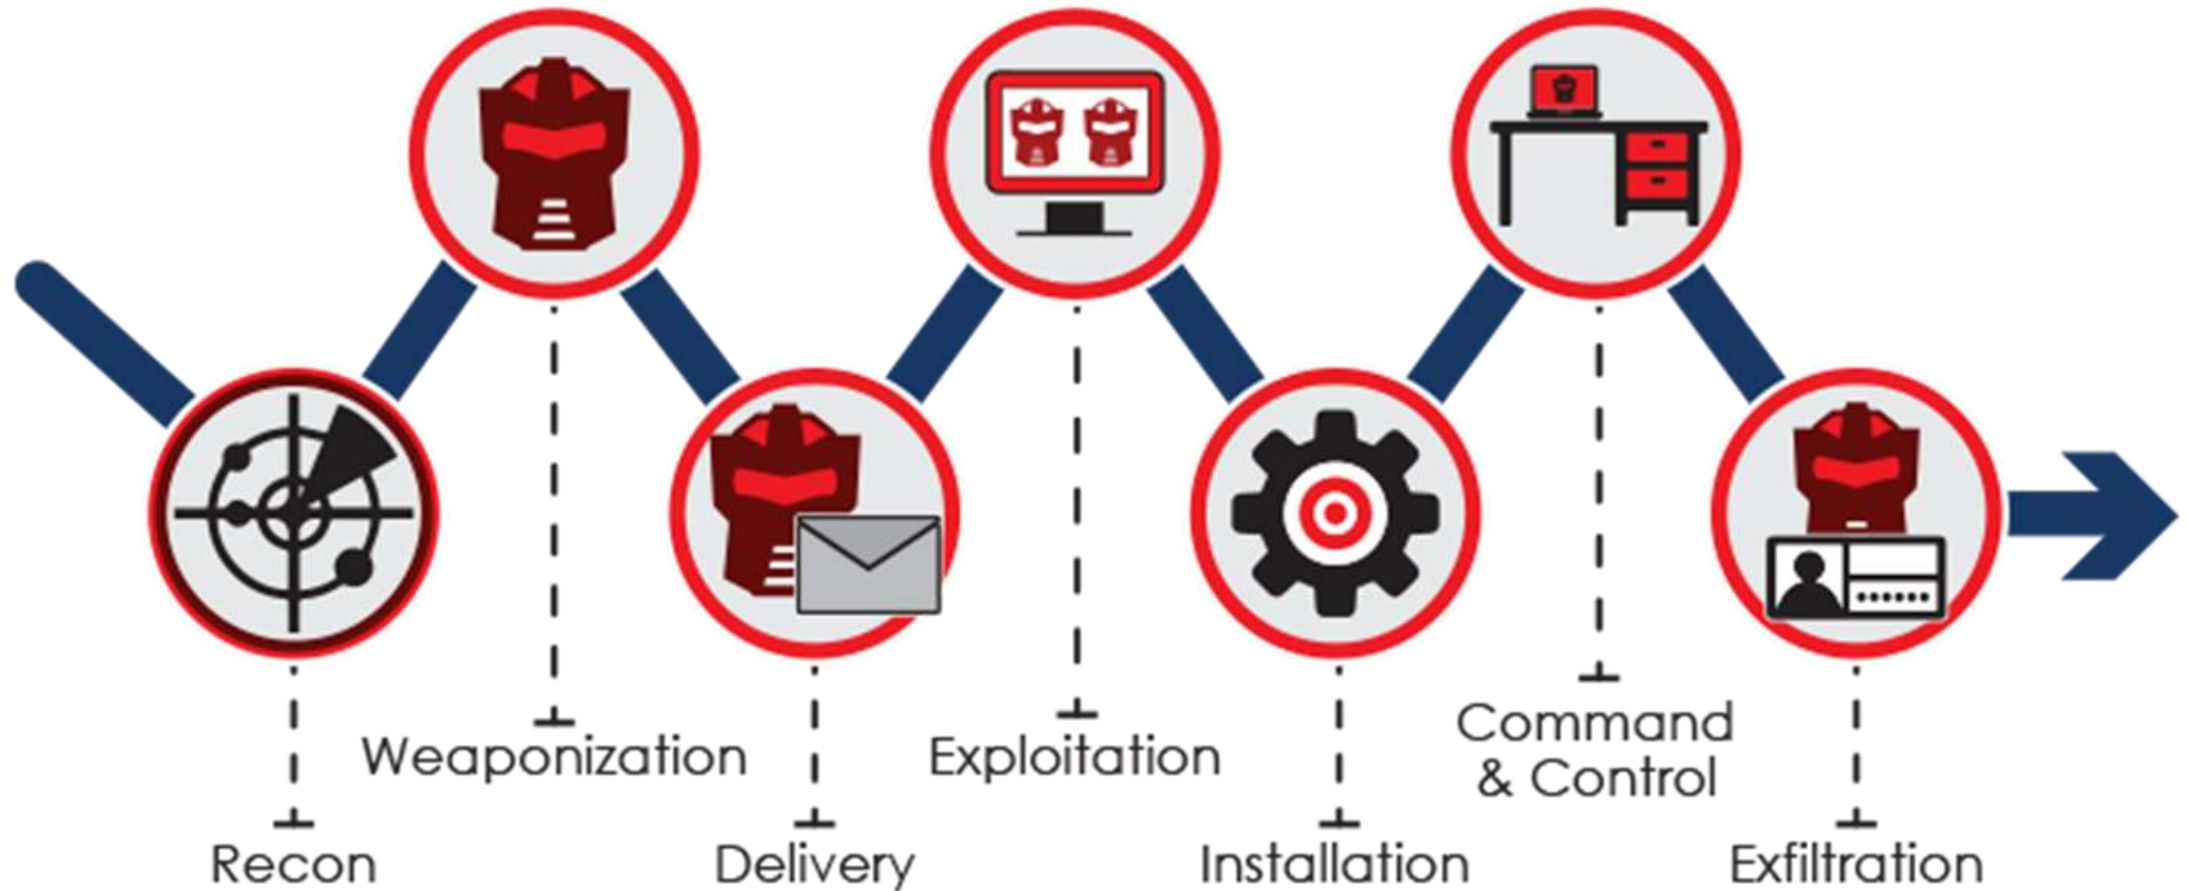 Recon
Weaponization
Delivery
Exploitation
Installation
Command
& Control
Exfiltration